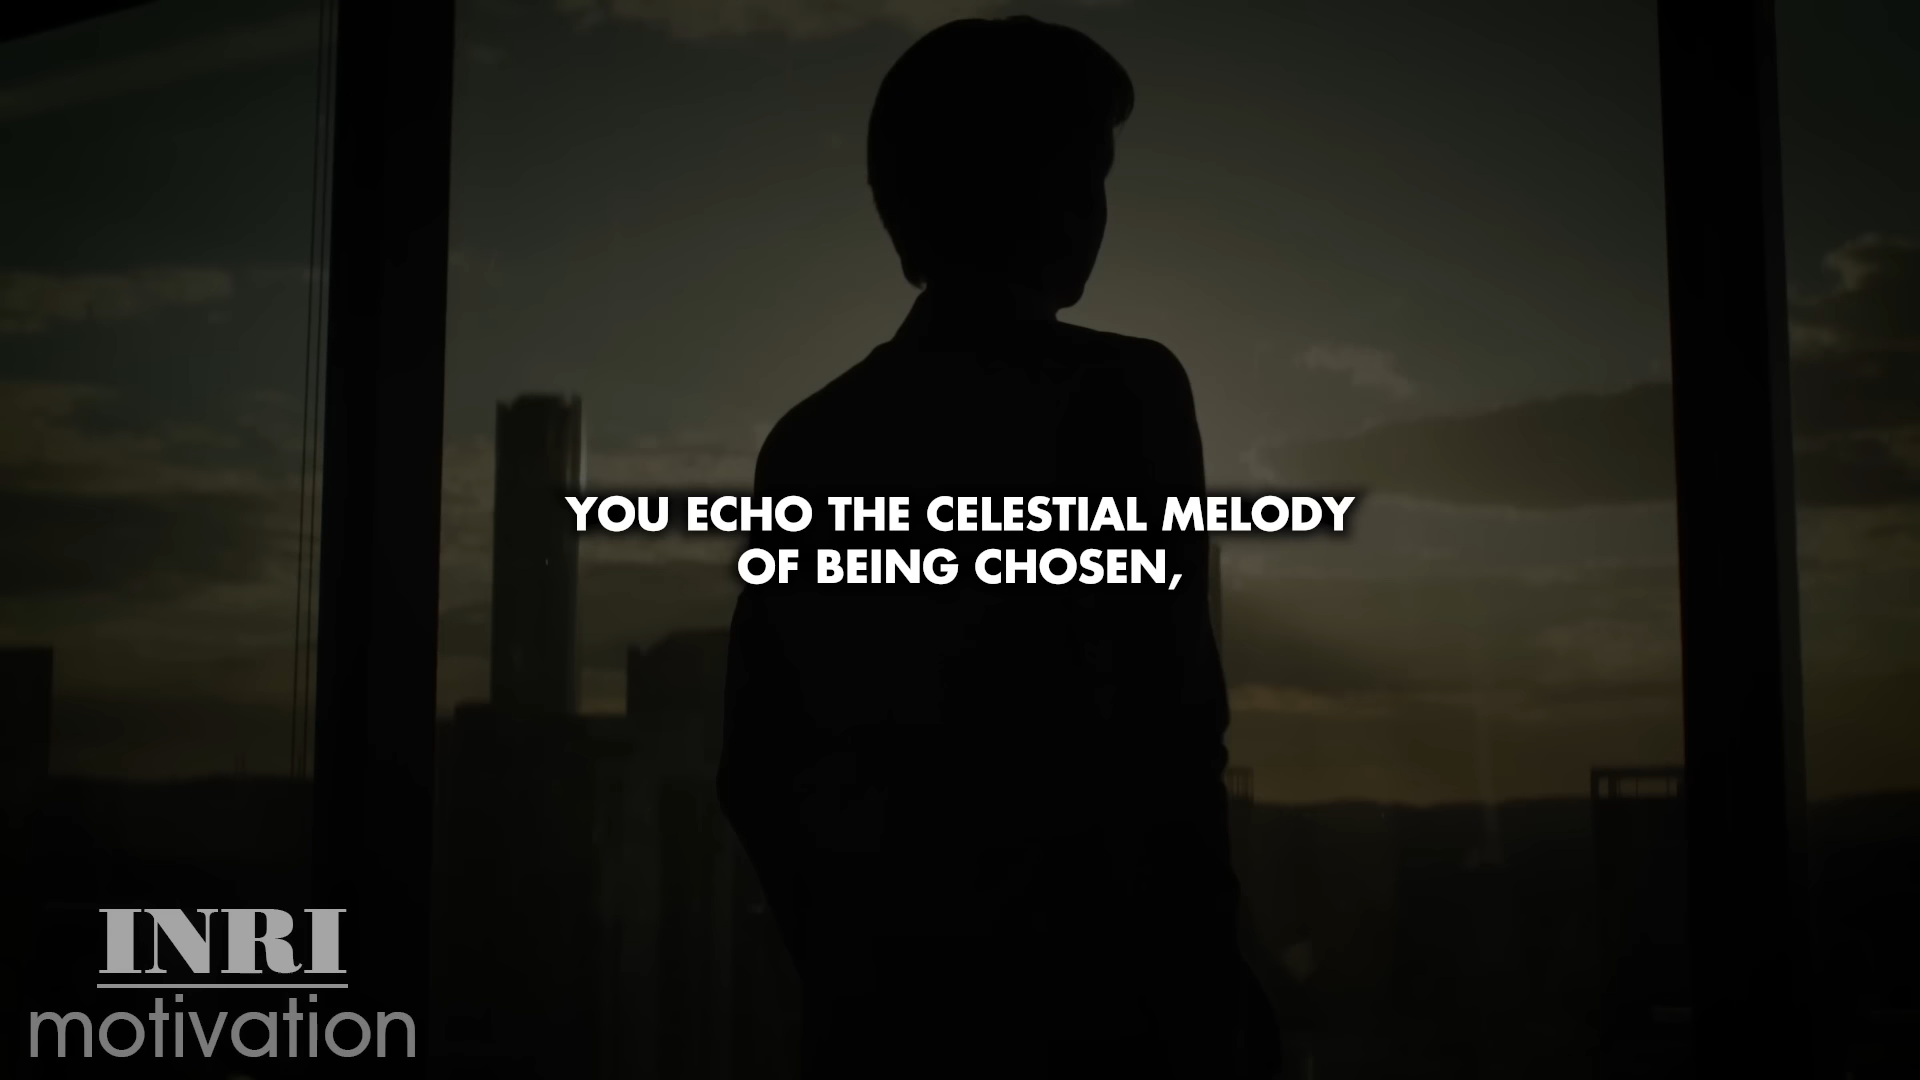 YOU ECHO THE CELESTIAL MELODY
OF BEING CHOSEN,
INRI
motivation